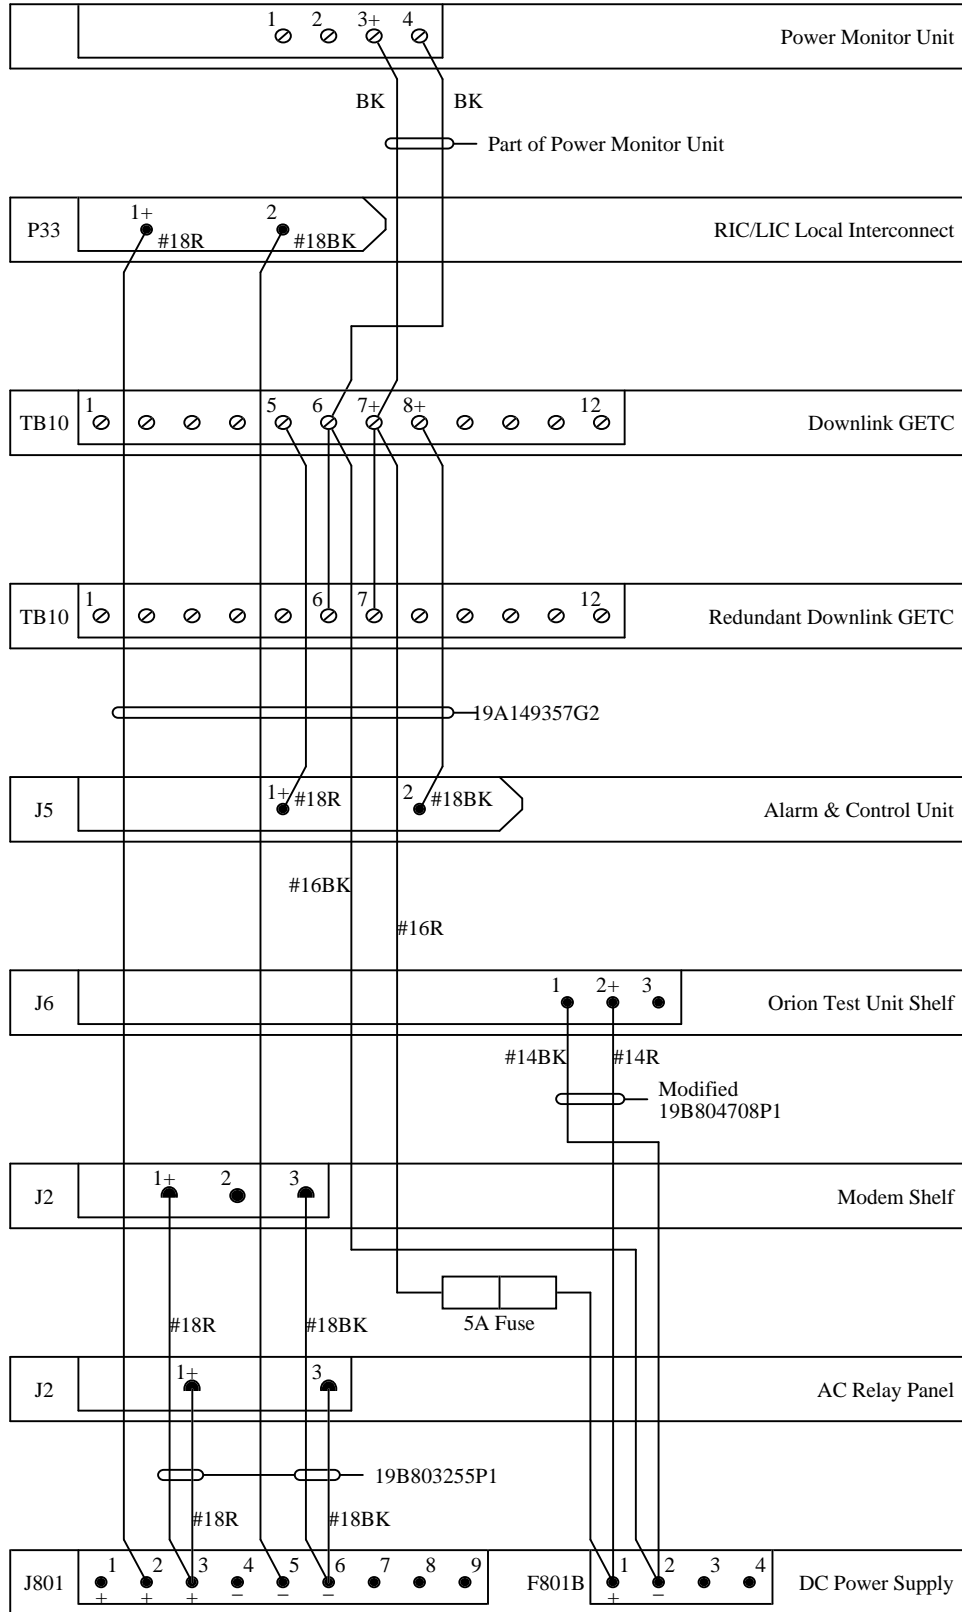 1 2 3+ 4
Power Monitor Unit
BK BK
Part of Power Monitor Unit
P33 1+ #18R 2 #18BK RIC/LIC Local Interconnect
TB10 1 5 6 7+ 8+ 12 Downlink GETC
TB10 1 6 7 12 Redundant Downlink GETC
19A149357G2
J5 1+ #18R 2 #18BK Alarm & Control Unit
#16BK
#16R
J6 1 2+ 3 Orion Test Unit Shelf
#14BK #14R
Modified
19B804708P1
J2 1+ 2 3 Modem Shelf
#18R #18BK 5A Fuse
J2 1+ 3 AC Relay Panel
19B803255P1
#18R #18BK
J801 1 2 3 4 5 6 7 8 9 F801B 1 2 3 4 DC Power Supply
+ + + − − − + −